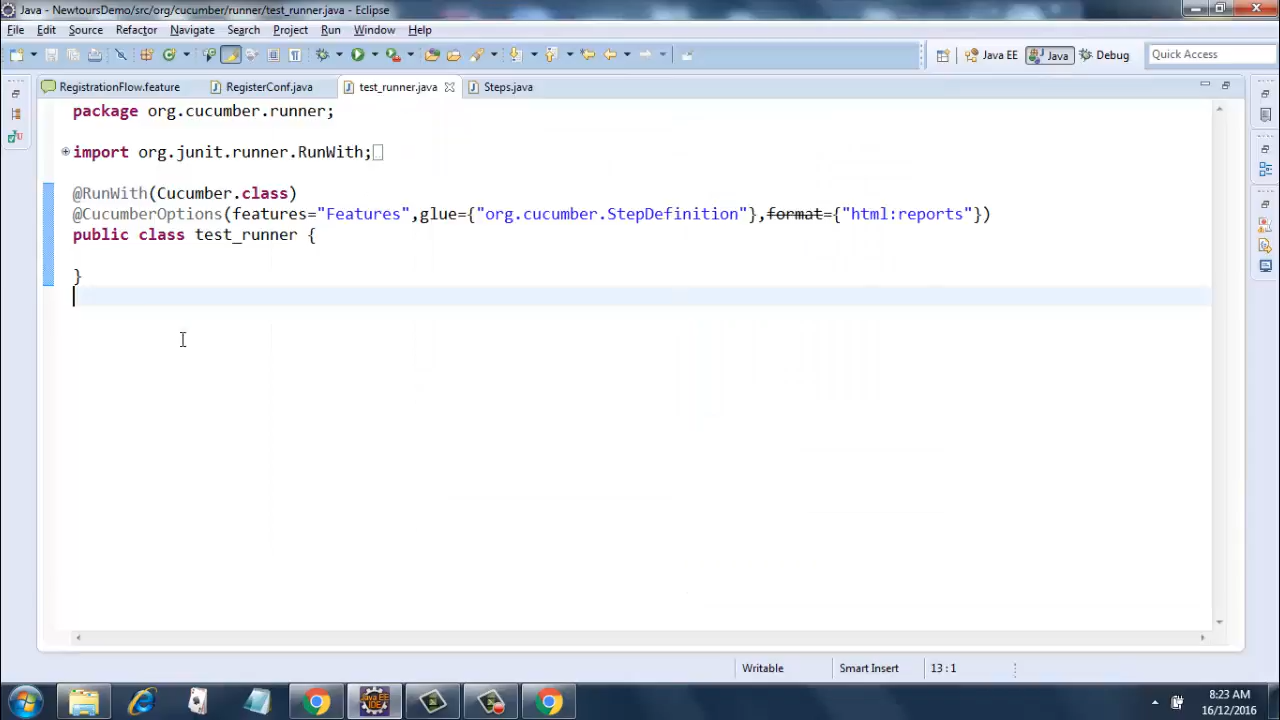 Java - NewtoursDemo/src/org/cucumber/runner/test_runner.java - Eclipse
File Edit Source Refactor Navigate Search Project Run Window Help
Java EE Java Debug Quick Access
RegistrationFlow.feature RegisterConf.java test_runner.java Steps.java
package org.cucumber.runner;
import org.junit.runner.RunWith;
@RunWith(Cucumber.class)
@CucumberOptions(features="Features",glue={"org.cucumber.StepDefinition"},format={"html:reports"})
public class test_runner {
}
Writable Smart Insert 13 : 1
8:23 AM
16/12/2016